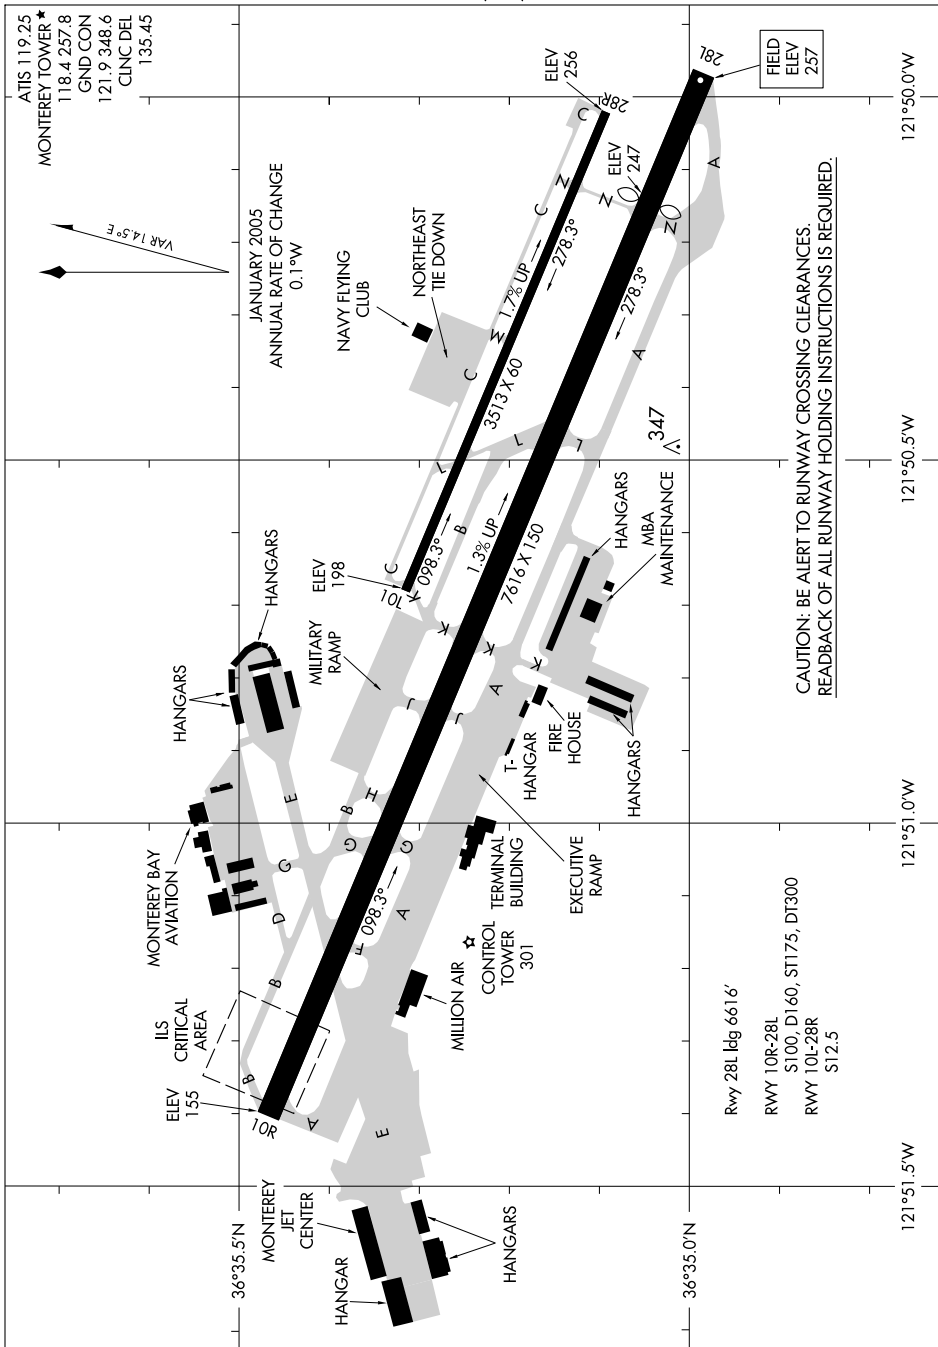 ATIS 119.25
MONTEREY TOWER★
118.4 257.8
GND CON
121.9 348.6
CLNC DEL
135.45
VAR 14.5° E
JANUARY 2005
ANNUAL RATE OF CHANGE
0.1°W
FIELD
ELEV
257
28L
ELEV
256
28R
ELEV
247
NAVY FLYING
CLUB
NORTHEAST
TIE DOWN
C
C
C
C
Z
Z
Z
M
1.7% UP
278.3°
278.3°
A
A
3513 X 60
L
L
L
347
098.3°
B
1.3% UP
7616 X 150
ELEV
198
10L
K
K
K
K
HANGARS
MBA
MAINTENANCE
HANGARS
HANGARS
MILITARY
RAMP
J
J
A
T-
HANGAR
FIRE
HOUSE
HANGARS
MONTEREY BAY
AVIATION
E
H
B
G
G
G
D
B
B
098.3°
F
A
TERMINAL
BUILDING
EXECUTIVE
RAMP
CONTROL
TOWER
301
MILLION AIR
ILS
CRITICAL
AREA
ELEV
155
10R
A
E
MONTEREY
JET
CENTER
HANGAR
HANGARS
CAUTION: BE ALERT TO RUNWAY CROSSING CLEARANCES.
READBACK OF ALL RUNWAY HOLDING INSTRUCTIONS IS REQUIRED.
Rwy 28L ldg 6616'
RWY 10R-28L
S100, D160, ST175, DT300
RWY 10L-28R
S12.5
36°35.5'N
36°35.0'N
121°51.5'W
121°51.0'W
121°50.5'W
121°50.0'W